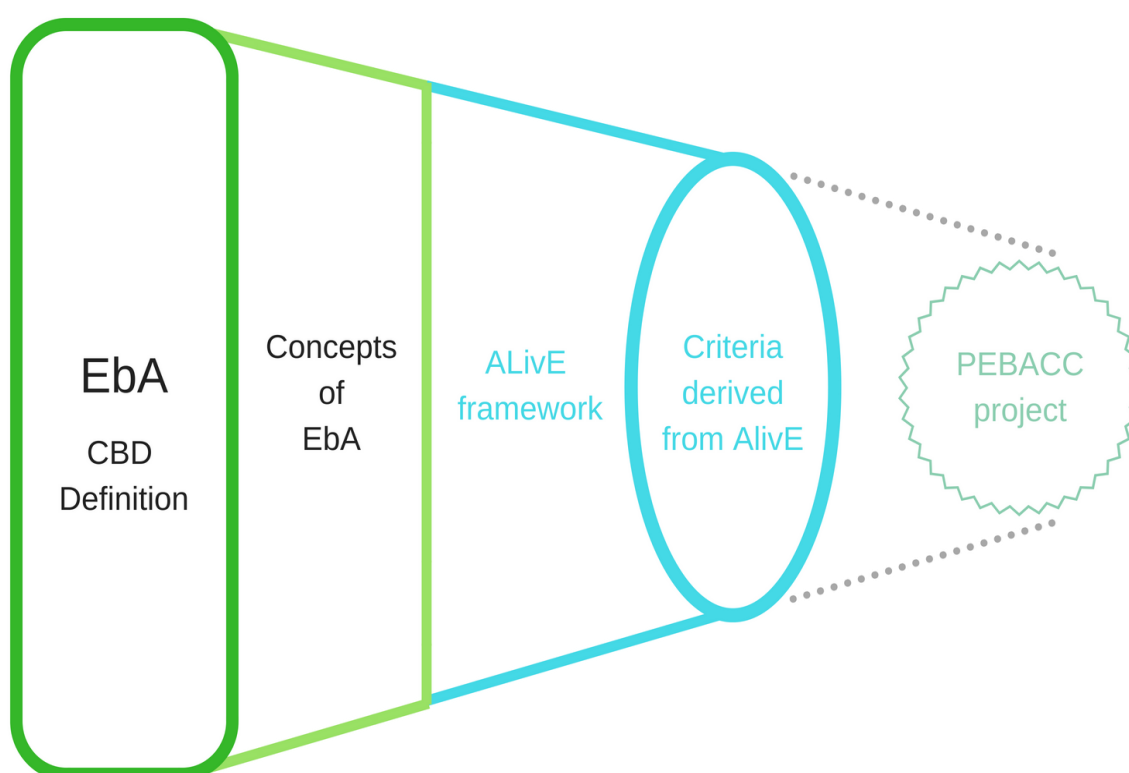 EbA
CBD
Definition
Concepts
of
EbA
ALivE
framework
Criteria
derived
from AlivE
PEBACC
project